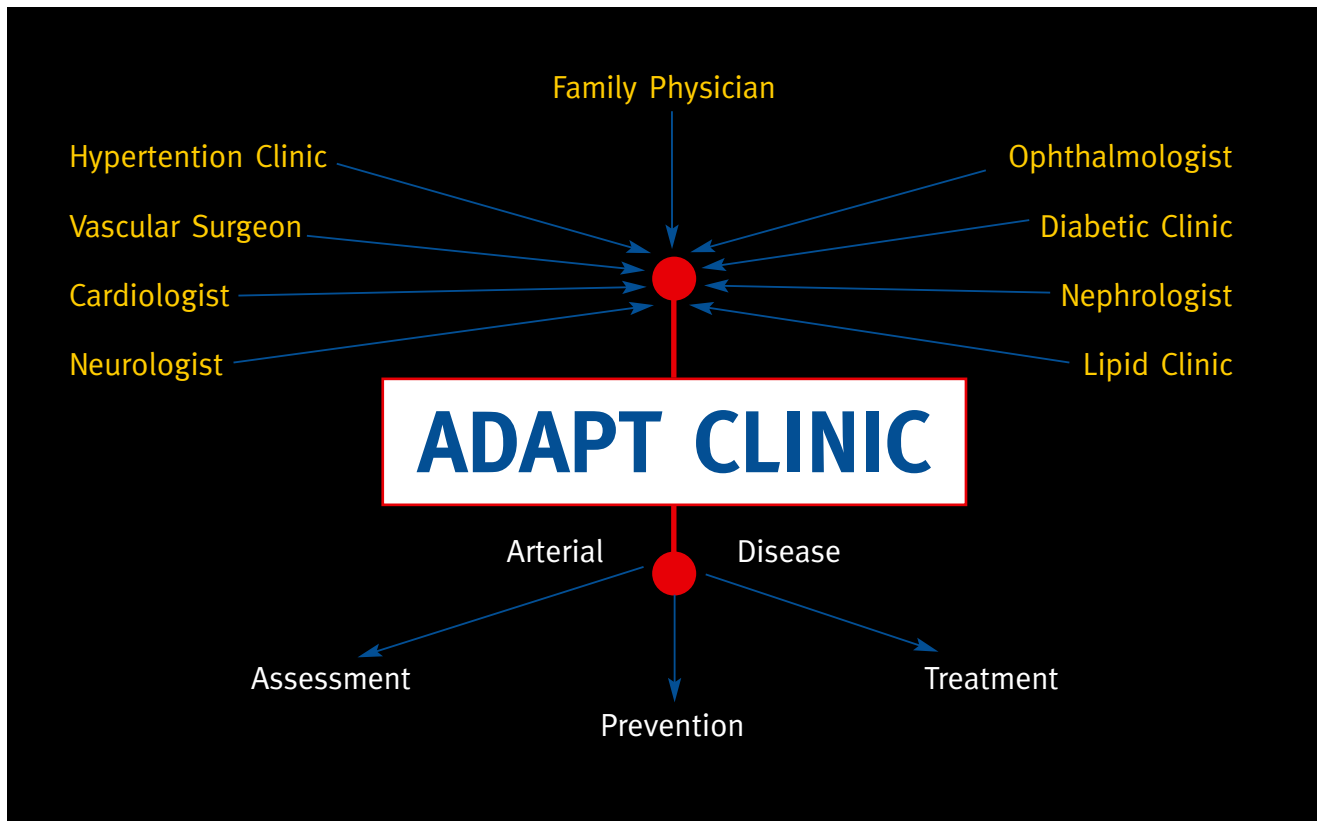 Family Physician
Hypertention Clinic
Ophthalmologist
Vascular Surgeon
Diabetic Clinic
Cardiologist
Nephrologist
Neurologist
Lipid Clinic
ADAPT CLINIC
Arterial Disease
Assessment
Treatment
Prevention